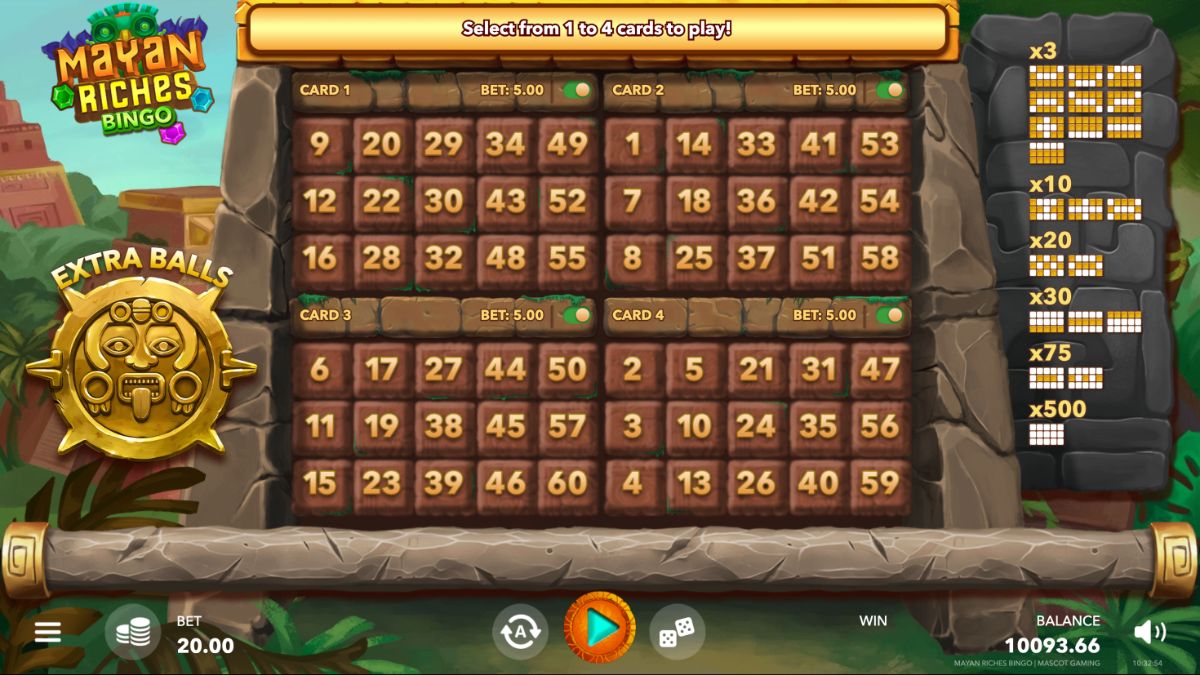 Select from 1 to 4 cards to play!
MAYAN
RICHES
BINGO
EXTRA BALLS
CARD 1 BET: 5.00
9 20 29 34 49
12 22 30 43 52
16 28 32 48 55
CARD 2 BET: 5.00
1 14 33 41 53
7 18 36 42 54
8 25 37 51 58
CARD 3 BET: 5.00
6 17 27 44 50
11 19 38 45 57
15 23 39 46 60
CARD 4 BET: 5.00
2 5 21 31 47
3 10 24 35 56
4 13 26 40 59
x3
x10
x20
x30
x75
x500
BET
20.00
A
WIN
BALANCE
10093.66
MAYAN RICHES BINGO | MASCOT GAMING 10:32:54